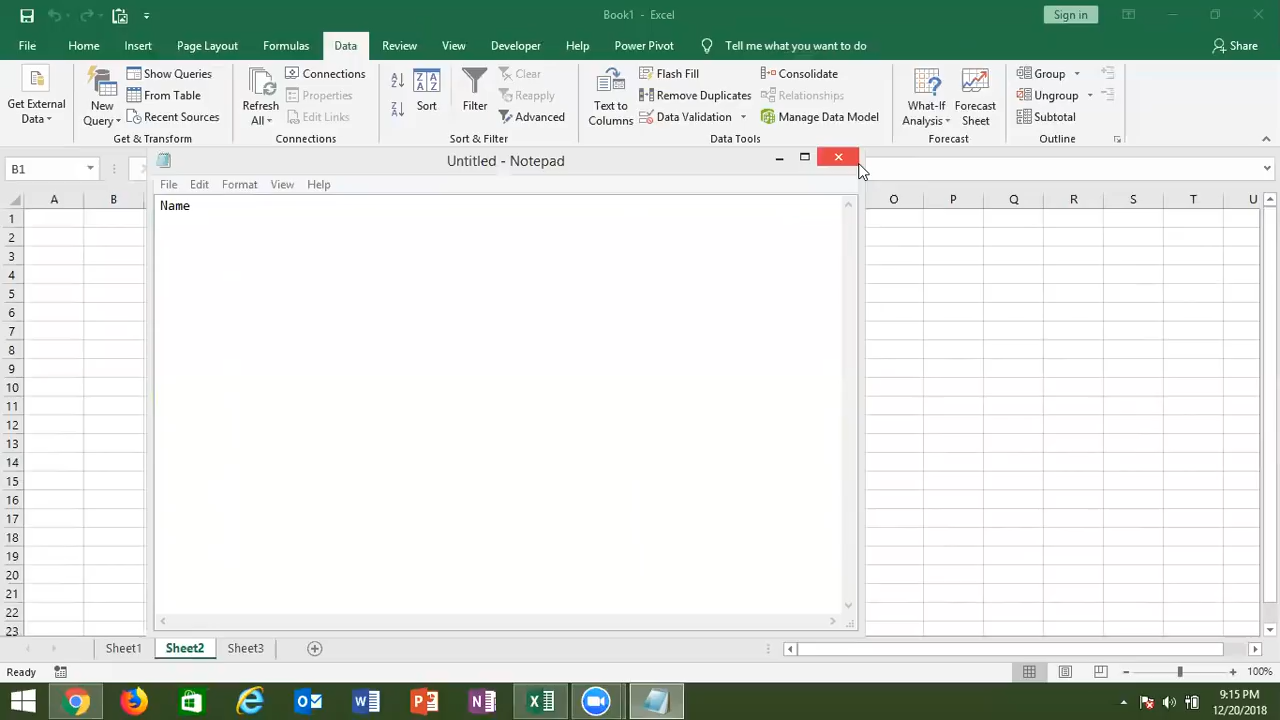 Book1 - Excel
Sign in
File Home Insert Page Layout Formulas Data Review View Developer Help Power Pivot Tell me what you want to do Share
Get External Data
New Query
Show Queries
From Table
Recent Sources
Get & Transform
Refresh All
Connections
Properties
Edit Links
Connections
Sort
Filter
Clear
Reapply
Advanced
Sort & Filter
Text to Columns
Flash Fill
Remove Duplicates
Data Validation
Consolidate
Relationships
Manage Data Model
Data Tools
What-If Analysis
Forecast Sheet
Forecast
Group
Ungroup
Subtotal
Outline
B1
Untitled - Notepad
File Edit Format View Help
Name
A B O P Q R S T U
1
2
3
4
5
6
7
8
9
10
11
12
13
14
15
16
17
18
19
20
21
22
23
Sheet1 Sheet2 Sheet3
Ready
100%
9:15 PM
12/20/2018